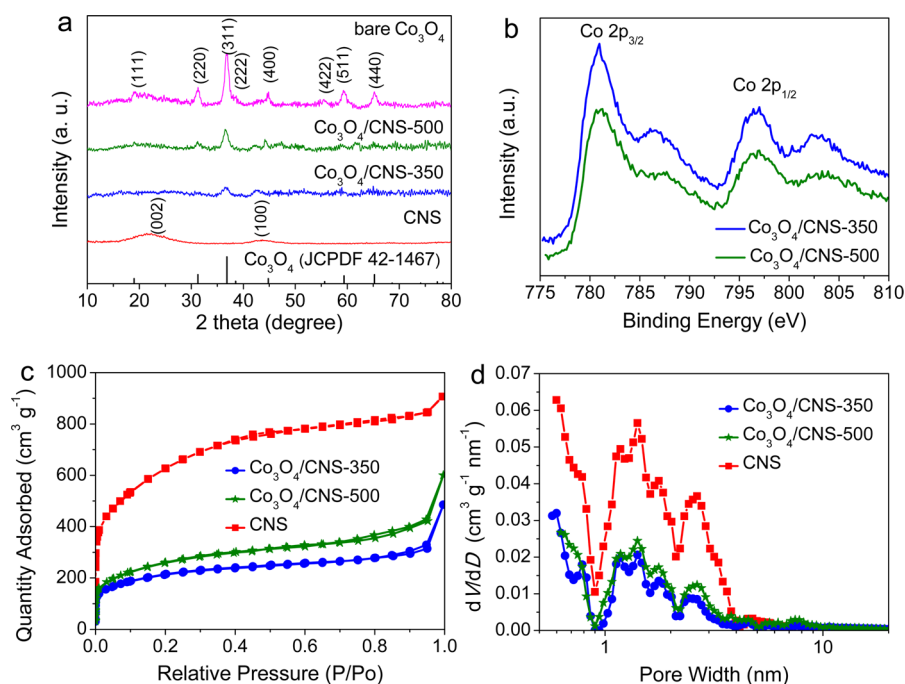 a
bare Co₃O₄
(111)
(220)
(311)
(222)
(400)
(422)
(511)
(440)
Co₃O₄/CNS-500
Co₃O₄/CNS-350
CNS
(002)
(100)
Co₃O₄ (JCPDF 42-1467)
Intensity (a. u.)
10 20 30 40 50 60 70 80
2 theta (degree)
b
Co 2p₃/₂
Co 2p₁/₂
Co₃O₄/CNS-350
Co₃O₄/CNS-500
Intensity (a.u.)
775 780 785 790 795 800 805 810
Binding Energy (eV)
c
1000
800
600
400
200
0
Co₃O₄/CNS-350
Co₃O₄/CNS-500
CNS
Quantity Adsorbed (cm³ g⁻¹)
0.0 0.2 0.4 0.6 0.8 1.0
Relative Pressure (P/Po)
d
0.07
0.06
0.05
0.04
0.03
0.02
0.01
0.00
Co₃O₄/CNS-350
Co₃O₄/CNS-500
CNS
dV/dD (cm³ g⁻¹ nm⁻¹)
1 10
Pore Width (nm)